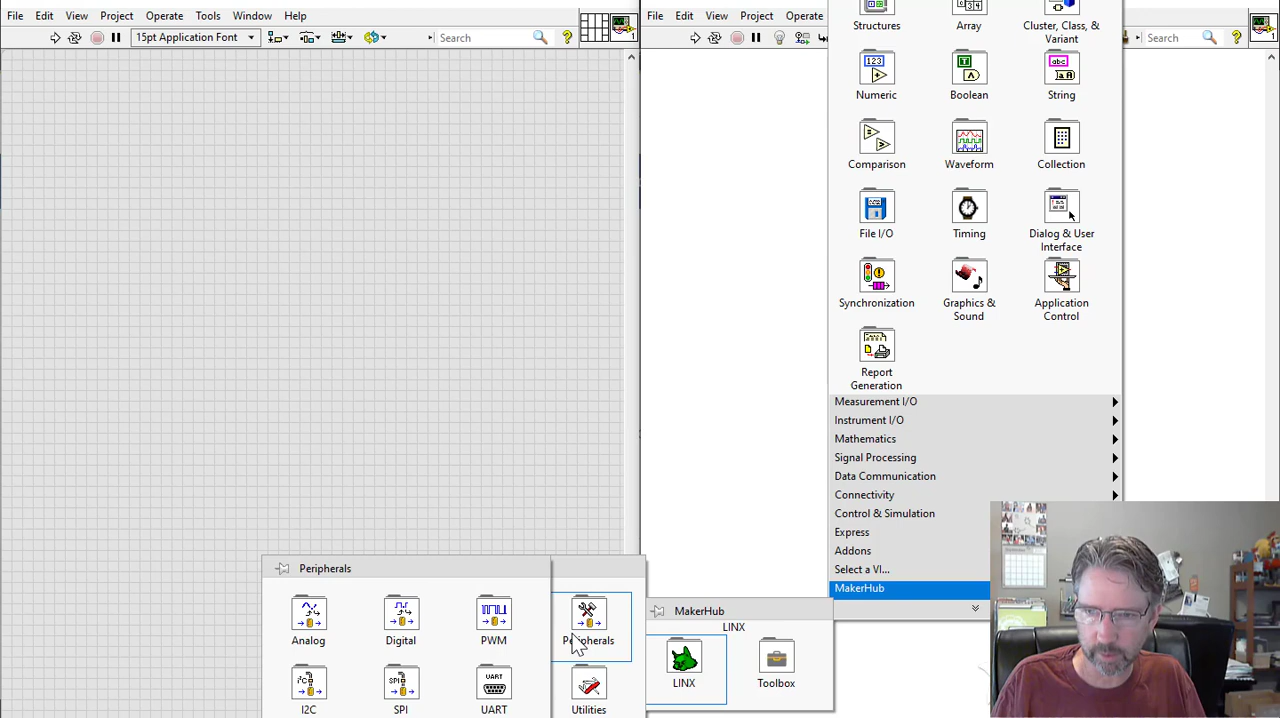 File Edit View Project Operate Tools Window Help
15pt Application Font
Search
File Edit View Project Operate
Search
Structures
Array
Cluster, Class, &
Variant
Numeric
Boolean
String
Comparison
Waveform
Collection
File I/O
Timing
Dialog & User
Interface
Synchronization
Graphics &
Sound
Application
Control
Report
Generation
Measurement I/O
Instrument I/O
Mathematics
Signal Processing
Data Communication
Connectivity
Control & Simulation
Express
Addons
Select a VI...
MakerHub
MakerHub
LINX
LINX
Toolbox
Peripherals
Analog
Digital
PWM
Peripherals
I2C
SPI
UART
Utilities